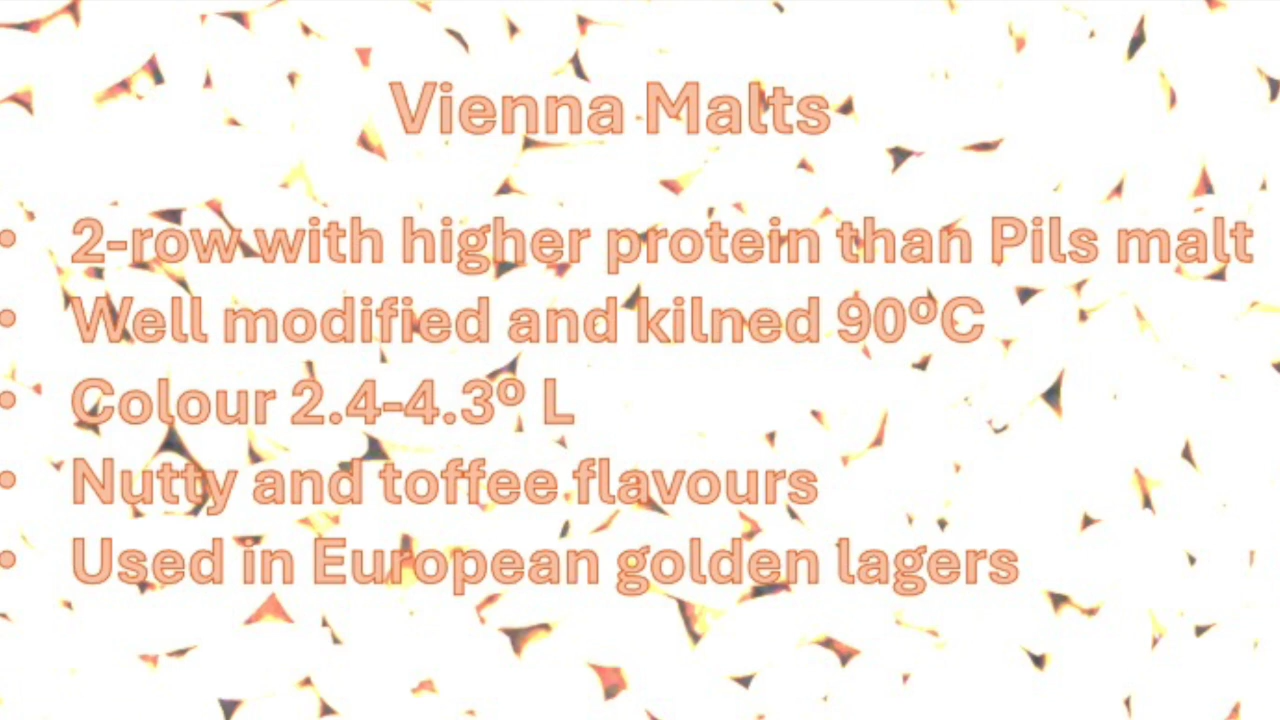 Vienna Malts
• 2-row with higher protein than Pils malt
• Well modified and kilned 90ºC
• Colour 2.4-4.3º L
• Nutty and toffee flavours
• Used in European golden lagers